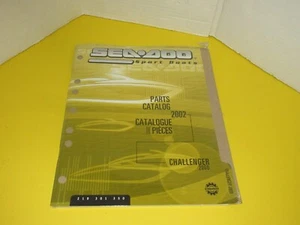 SEA-DOO
Sport Boats
PARTS
CATALOG
2002
CATALOGUE
PIÈCES
CHALLENGER